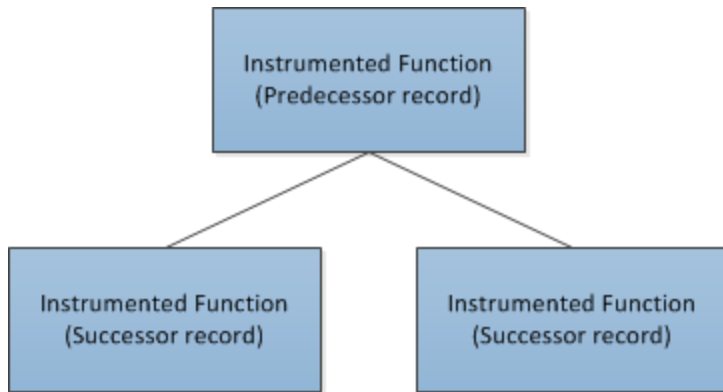 Instrumented Function
(Predecessor record)
Instrumented Function
(Successor record)
Instrumented Function
(Successor record)